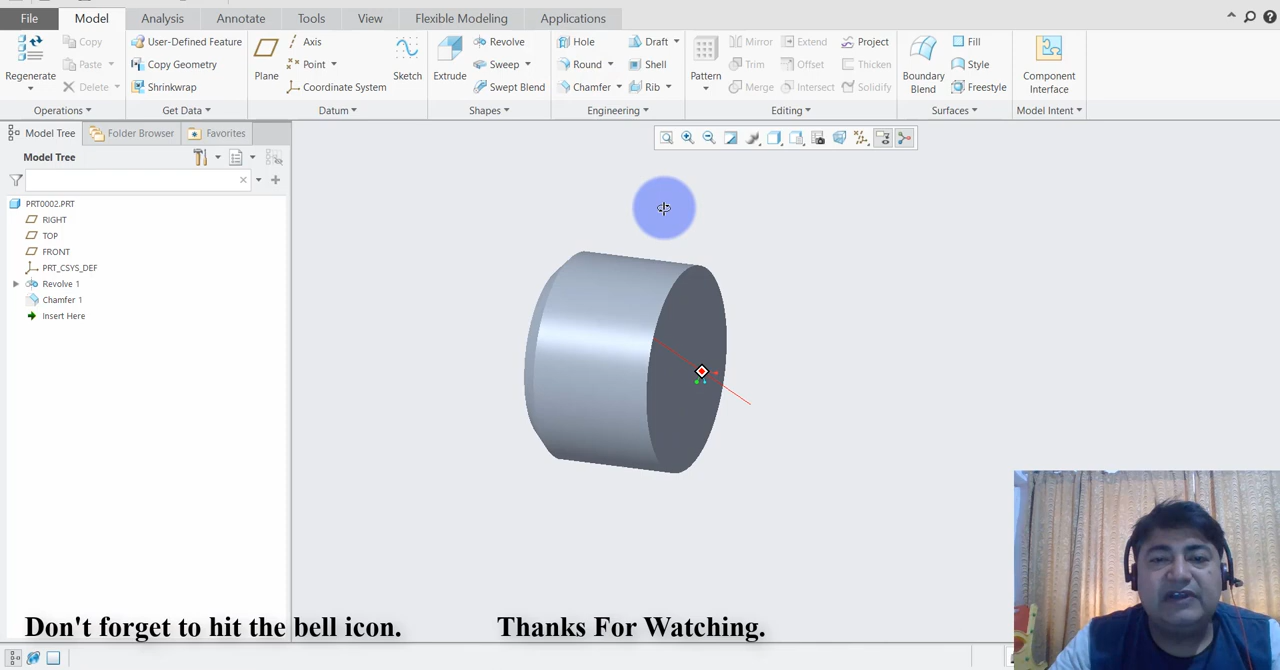 File Model Analysis Annotate Tools View Flexible Modeling Applications
Regenerate
Copy
Paste
Delete
Operations
User-Defined Feature
Copy Geometry
Shrinkwrap
Get Data
Plane
Axis
Point
Coordinate System
Sketch
Datum
Extrude
Revolve
Sweep
Swept Blend
Shapes
Hole
Round
Chamfer
Draft
Shell
Rib
Engineering
Pattern
Mirror
Trim
Merge
Extend
Offset
Intersect
Project
Thicken
Solidify
Editing
Boundary
Blend
Fill
Style
Freestyle
Surfaces
Component
Interface
Model Intent
Model Tree Folder Browser Favorites
Model Tree
PRT0002.PRT
RIGHT
TOP
FRONT
PRT_CSYS_DEF
Revolve 1
Chamfer 1
Insert Here
Don't forget to hit the bell icon. Thanks For Watching.